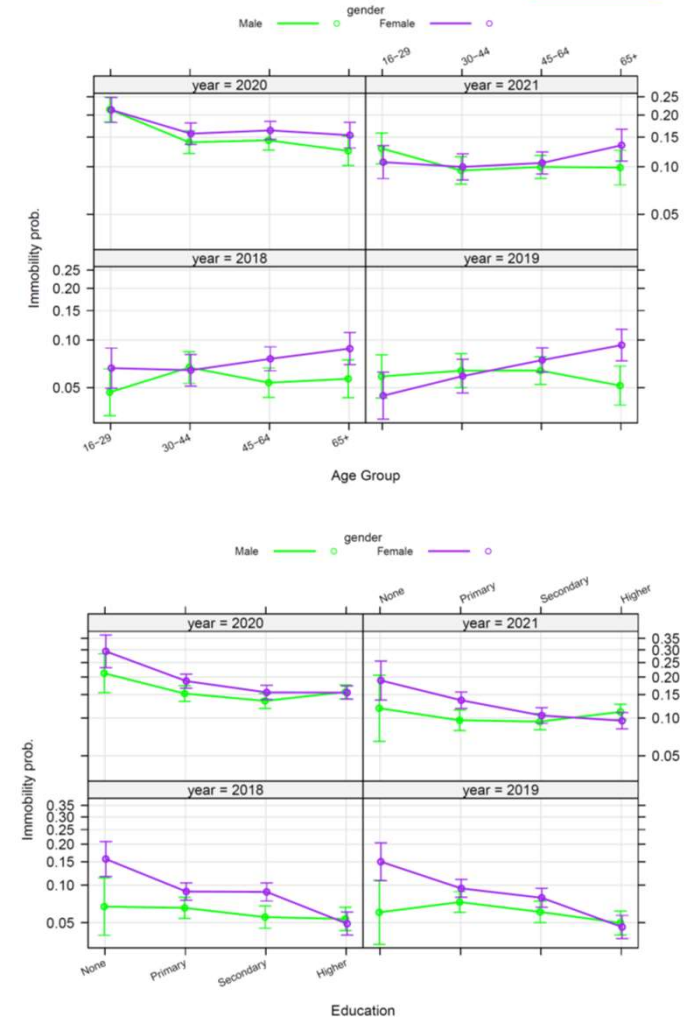 gender
Male Female
16-29 30-44 45-64 65+
year = 2020 year = 2021
0.25
0.20
0.15
0.10
0.05
Immobility prob.
year = 2018 year = 2019
0.25
0.20
0.15
0.10
0.05
16-29 30-44 45-64 65+
Age Group
gender
Male Female
None Primary Secondary Higher
year = 2020 year = 2021
0.35
0.30
0.25
0.20
0.15
0.10
0.05
Immobility prob.
year = 2018 year = 2019
0.35
0.30
0.25
0.20
0.15
0.10
0.05
None Primary Secondary Higher
Education